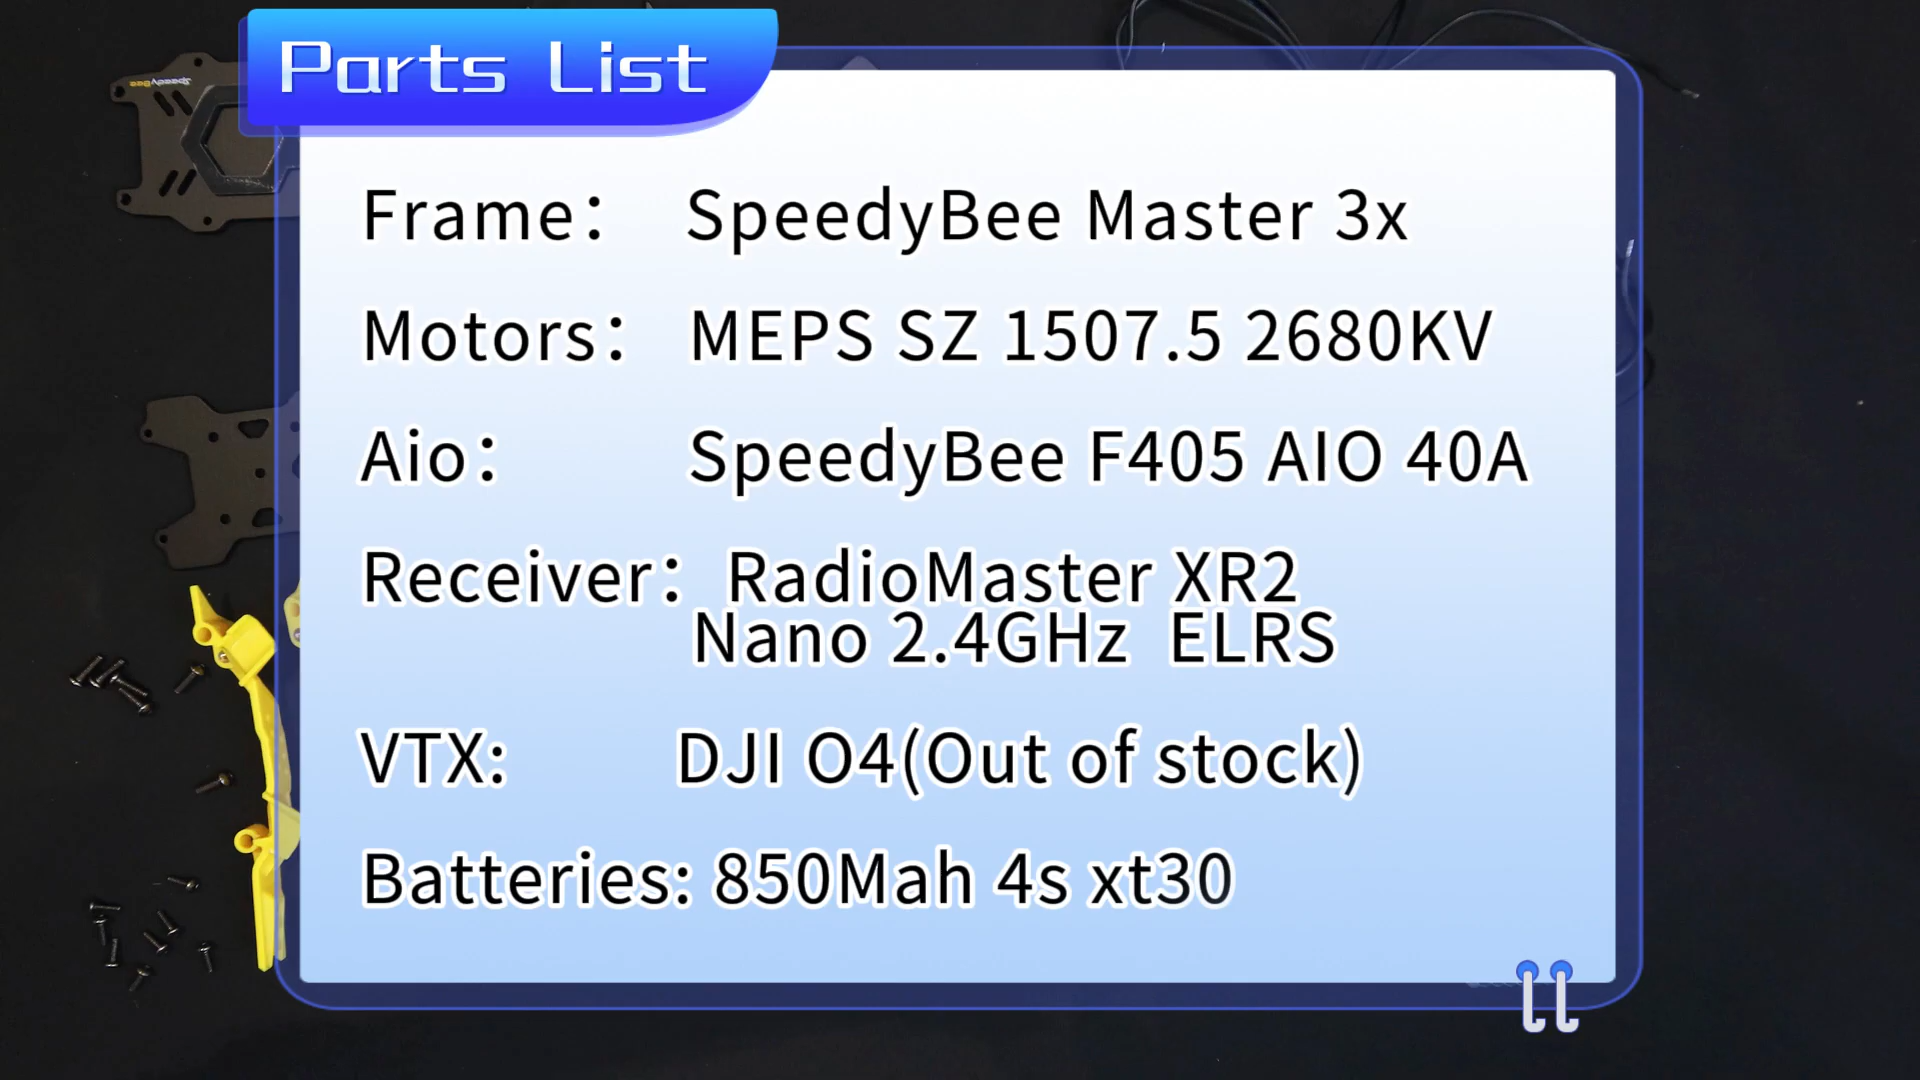 Parts List
SpeedyBee
Frame： SpeedyBee Master 3x
Motors： MEPS SZ 1507.5 2680KV
Aio： SpeedyBee F405 AIO 40A
Receiver： RadioMaster XR2
Nano 2.4GHz ELRS
VTX: DJI O4(Out of stock)
Batteries: 850Mah 4s xt30